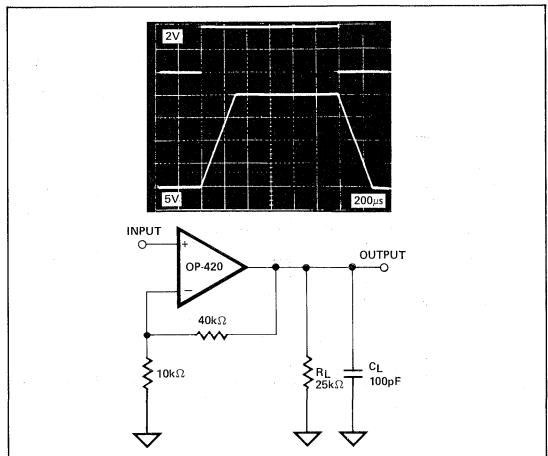 2V
5V
200μs
INPUT
+
OP-420
−
OUTPUT
40kΩ
10kΩ
RL
25kΩ
CL
100pF